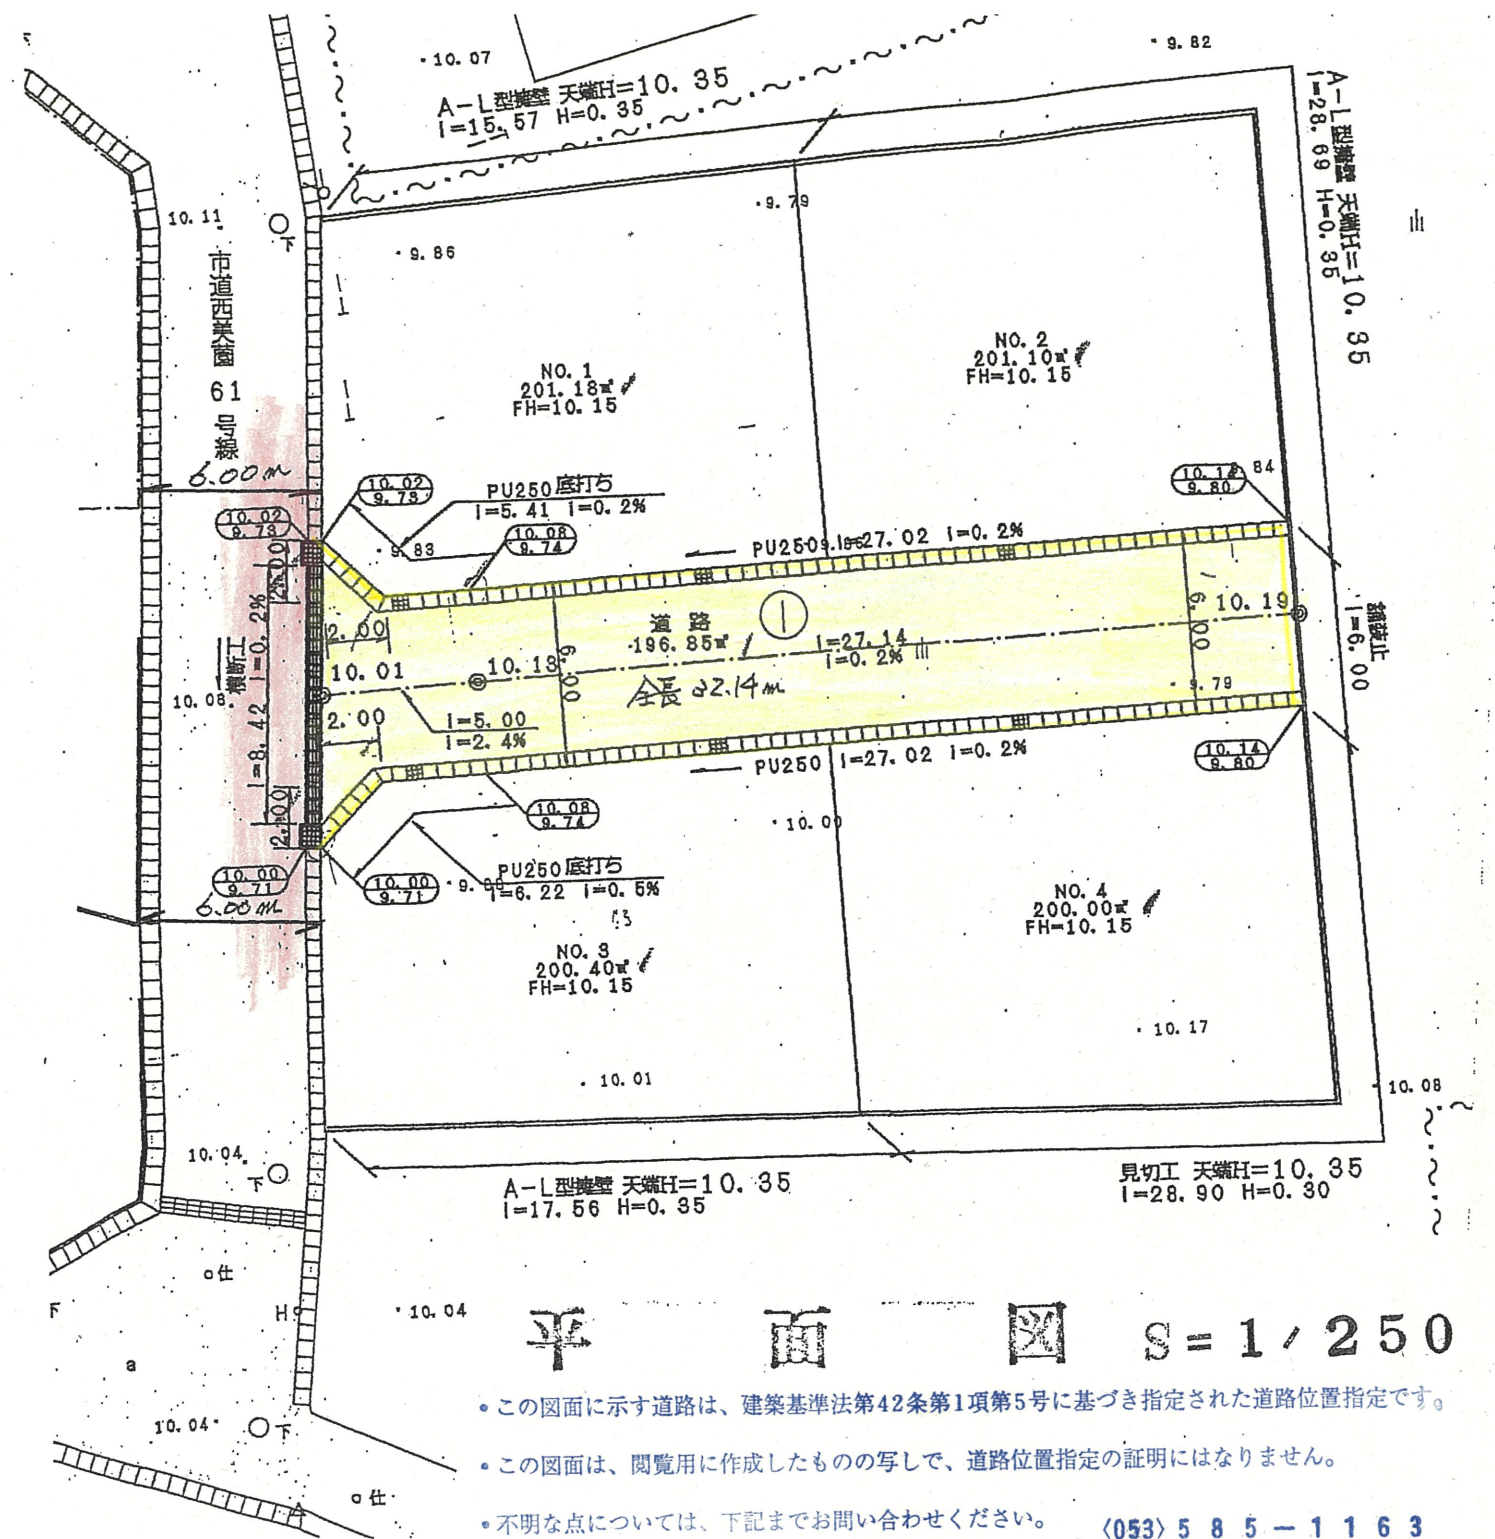 10.07
9.82
A-L型擁壁 天端H=10.35
l=15.57 H=0.35
A-L型擁壁 天端H=10.35
l=28.69 H=0.35
10.11
下
市道西美薗61号線
9.86
9.79
NO.1
201.18㎡
FH=10.15
NO.2
201.10㎡
FH=10.15
6.00m
10.02
9.73
10.02
9.73
PU250底打ち
l=5.41 i=0.2%
9.83
10.08
9.74
PU250
l=27.02 i=0.2%
10.14
9.80
84
2.00
横断工
l=8.42 i=0.2%
2.00
10.01
10.13
6.00
道路
196.85㎡
1
l=27.14
i=0.2%
全長 32.14m
6.00
10.19
舗装止
l=6.00
9.79
10.08
2.00
l=5.00
i=2.4%
2.00
PU250 l=27.02 i=0.2%
10.14
9.80
10.08
9.74
10.00
10.00
9.71
6.00m
10.00
9.71
PU250底打ち
l=6.22 i=0.5%
NO.3
200.40㎡
FH=10.15
NO.4
200.00㎡
FH=10.15
10.17
10.01
10.08
10.04
下
A-L型擁壁 天端H=10.35
l=17.56 H=0.35
見切工 天端H=10.35
l=28.90 H=0.30
仕
H
10.04
a
10.04
下
仕
平面図 S=1/250
・この図面に示す道路は、建築基準法第42条第1項第5号に基づき指定された道路位置指定です。
・この図面は、閲覧用に作成したものの写しで、道路位置指定の証明にはなりません。
・不明な点については、下記までお問い合わせください。 〈053〉585-1163